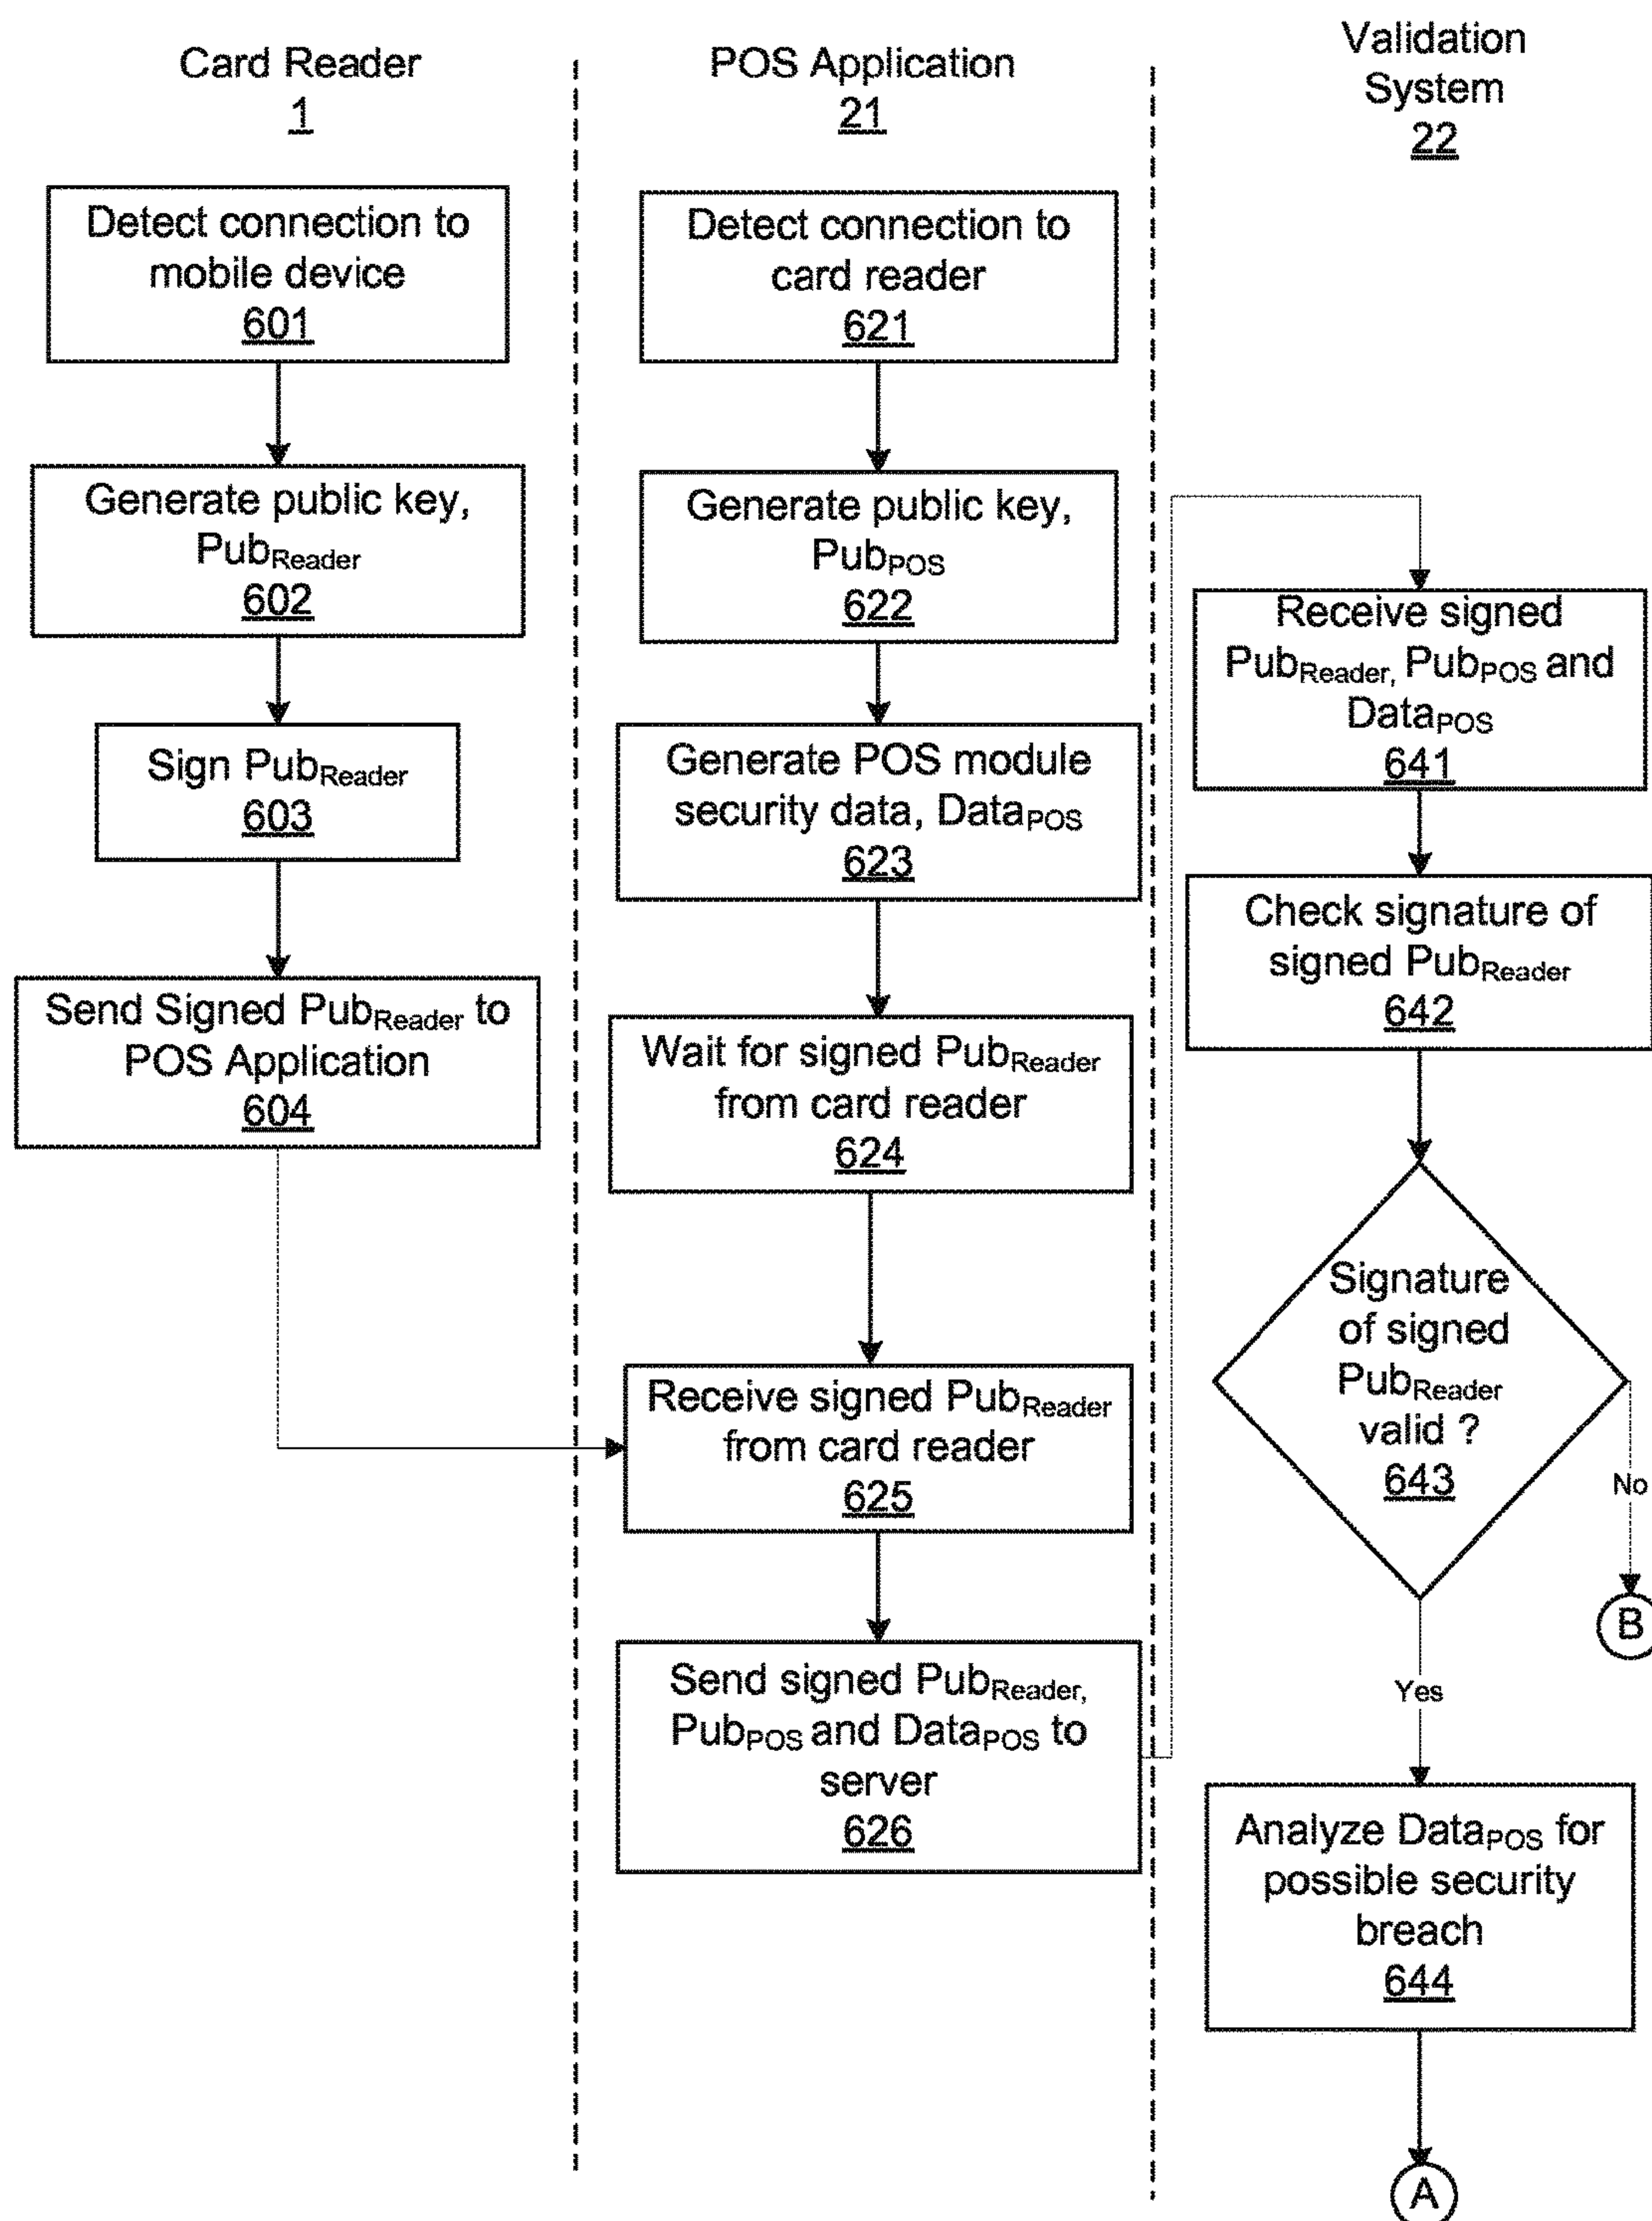 Card Reader
1
Detect connection to
mobile device
601
Generate public key,
PubReader
602
Sign PubReader
603
Send Signed PubReader to
POS Application
604
POS Application
21
Detect connection to
card reader
621
Generate public key,
PubPOS
622
Generate POS module
security data, DataPOS
623
Wait for signed PubReader
from card reader
624
Receive signed PubReader
from card reader
625
Send signed PubReader,
PubPOS and DataPOS to
server
626
Validation
System
22
Receive signed
PubReader, PubPOS and
DataPOS
641
Check signature of
signed PubReader
642
Signature
of signed
PubReader
valid ?
643
No
B
Yes
Analyze DataPOS for
possible security
breach
644
A